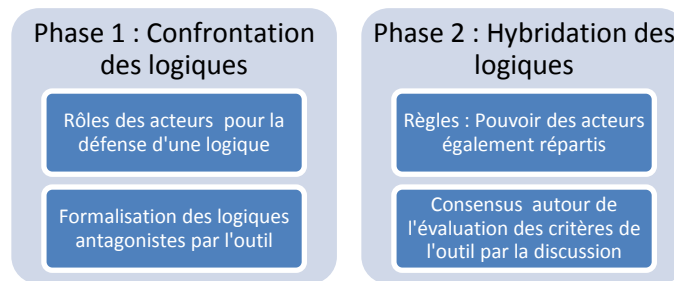 Phase 1 : Confrontation
des logiques
Rôles des acteurs pour la
défense d'une logique
Formalisation des logiques
antagonistes par l'outil
Phase 2 : Hybridation des
logiques
Règles : Pouvoir des acteurs
également répartis
Consensus autour de
l'évaluation des critères de
l'outil par la discussion